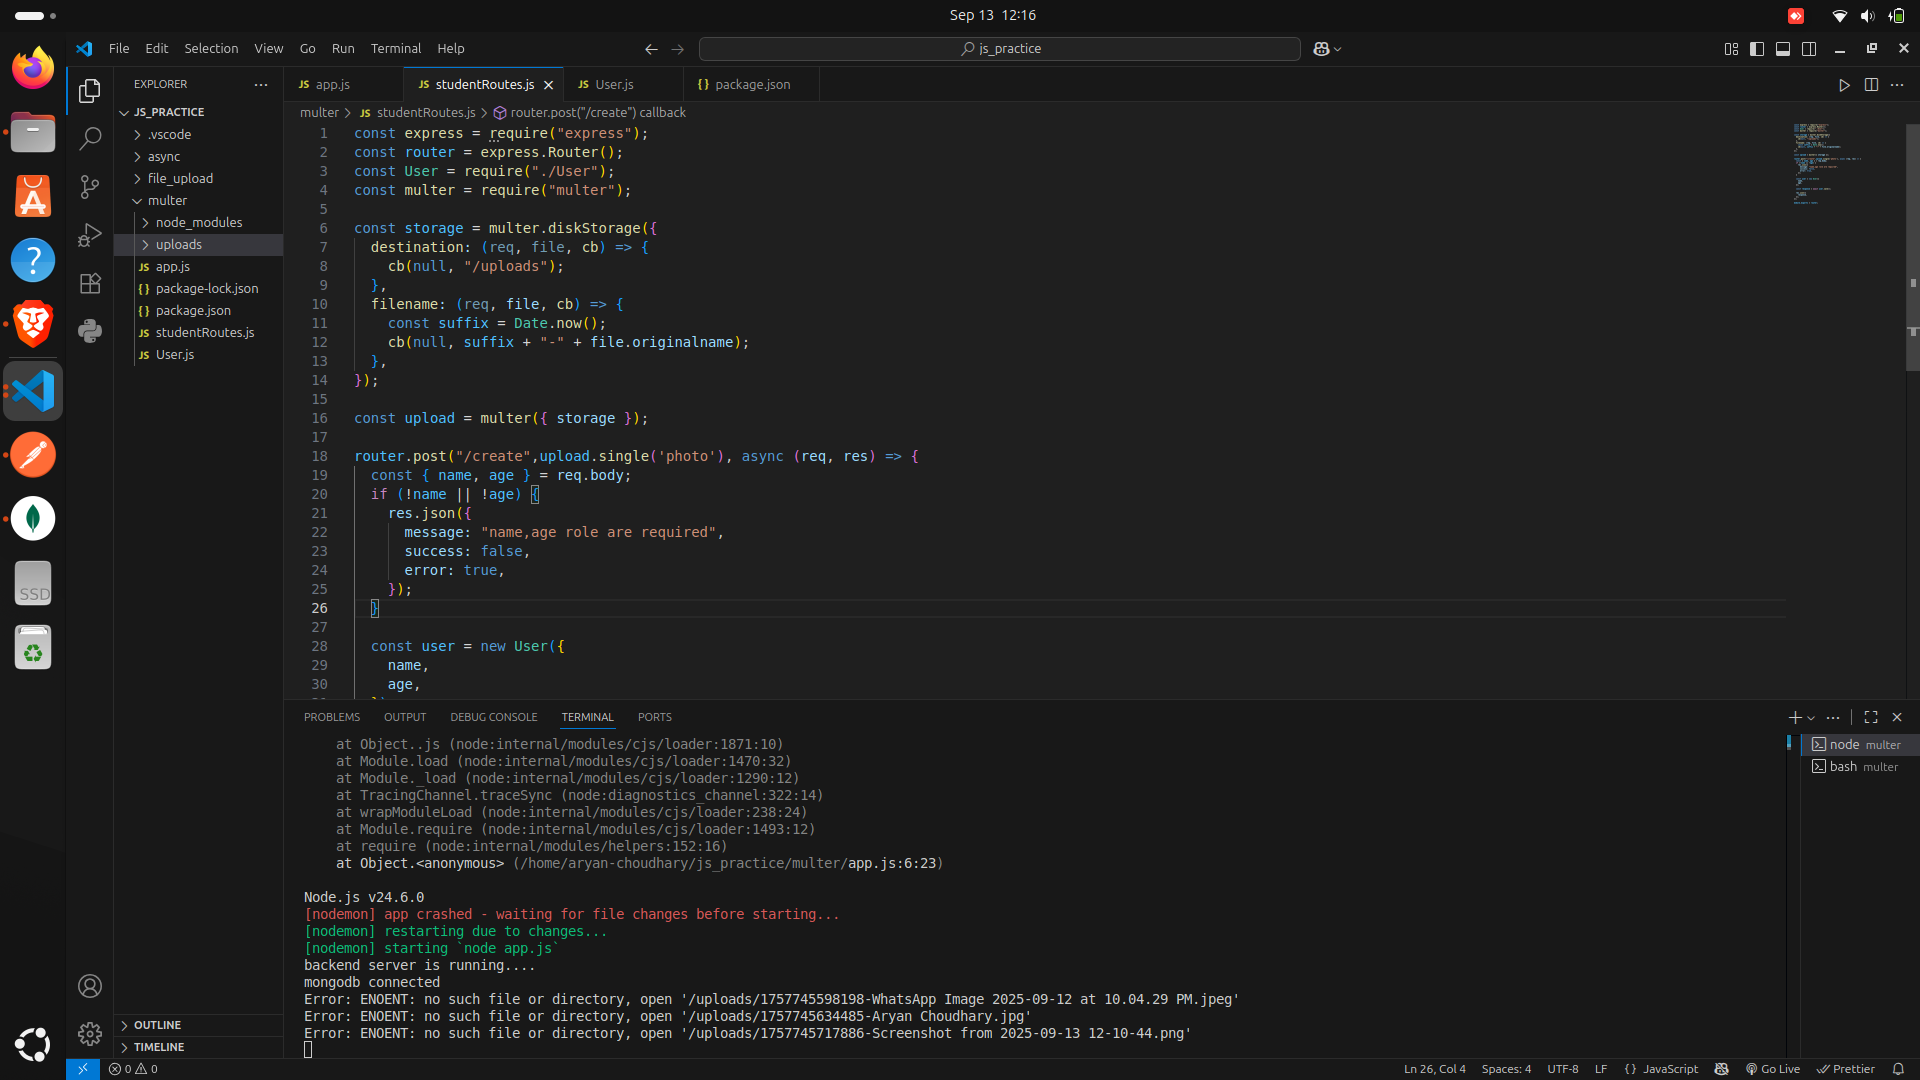 Sep 13 12:16
File Edit Selection View Go Run Terminal Help
js_practice
EXPLORER
JS_PRACTICE
.vscode
async
file_upload
multer
node_modules
uploads
JS app.js
{} package-lock.json
{} package.json
JS studentRoutes.js
JS User.js
OUTLINE
TIMELINE
SSD
JS app.js
JS studentRoutes.js
JS User.js
{} package.json
multer > JS studentRoutes.js > router.post("/create") callback
1 const express = require("express");
2 const router = express.Router();
3 const User = require("./User");
4 const multer = require("multer");
5
6 const storage = multer.diskStorage({
7 destination: (req, file, cb) => {
8 cb(null, "/uploads");
9 },
10 filename: (req, file, cb) => {
11 const suffix = Date.now();
12 cb(null, suffix + "-" + file.originalname);
13 },
14 });
15
16 const upload = multer({ storage });
17
18 router.post("/create",upload.single('photo'), async (req, res) => {
19 const { name, age } = req.body;
20 if (!name || !age) {
21 res.json({
22 message: "name,age role are required",
23 success: false,
24 error: true,
25 });
26 }
27
28 const user = new User({
29 name,
30 age,
PROBLEMS OUTPUT DEBUG CONSOLE TERMINAL PORTS
at Object..js (node:internal/modules/cjs/loader:1871:10)
at Module.load (node:internal/modules/cjs/loader:1470:32)
at Module._load (node:internal/modules/cjs/loader:1290:12)
at TracingChannel.traceSync (node:diagnostics_channel:322:14)
at wrapModuleLoad (node:internal/modules/cjs/loader:238:24)
at Module.require (node:internal/modules/cjs/loader:1493:12)
at require (node:internal/modules/helpers:152:16)
at Object.<anonymous> (/home/aryan-choudhary/js_practice/multer/app.js:6:23)
Node.js v24.6.0
[nodemon] app crashed - waiting for file changes before starting...
[nodemon] restarting due to changes...
[nodemon] starting `node app.js`
backend server is running....
mongodb connected
Error: ENOENT: no such file or directory, open '/uploads/1757745598198-WhatsApp Image 2025-09-12 at 10.04.29 PM.jpeg'
Error: ENOENT: no such file or directory, open '/uploads/1757745634485-Aryan Choudhary.jpg'
Error: ENOENT: no such file or directory, open '/uploads/1757745717886-Screenshot from 2025-09-13 12-10-44.png'
node multer
bash multer
0 0
Ln 26, Col 4 Spaces: 4 UTF-8 LF {} JavaScript Go Live Prettier